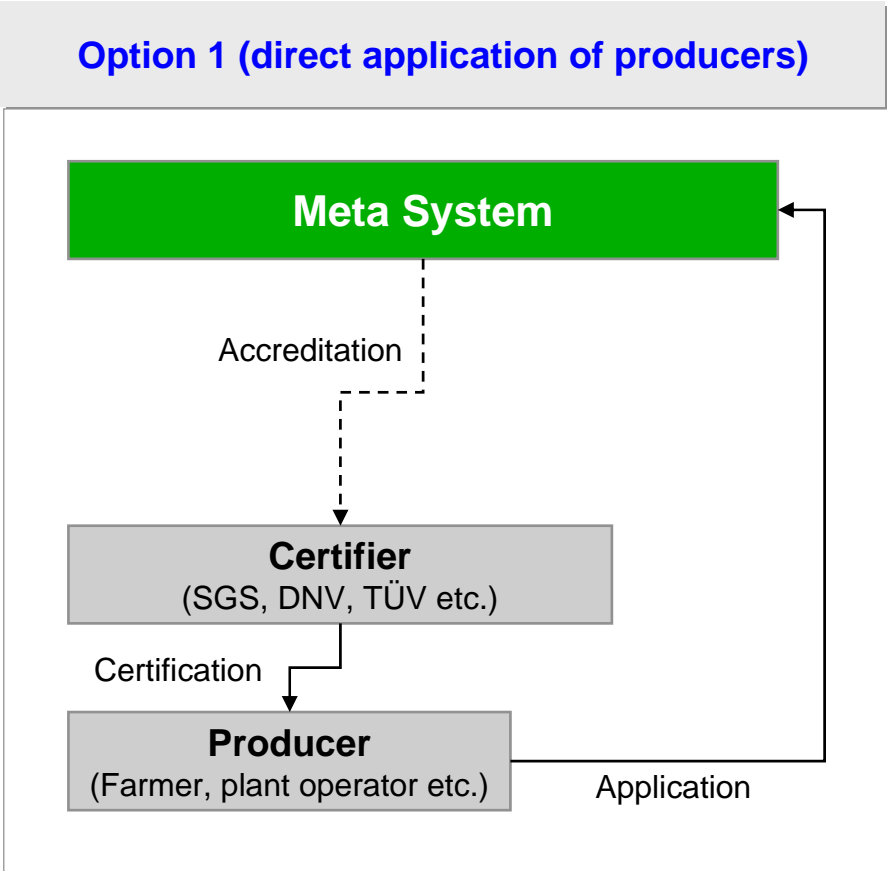 Option 1 (direct application of producers)
Meta System
Accreditation
Certifier
(SGS, DNV, TÜV etc.)
Certification
Producer
(Farmer, plant operator etc.)
Application